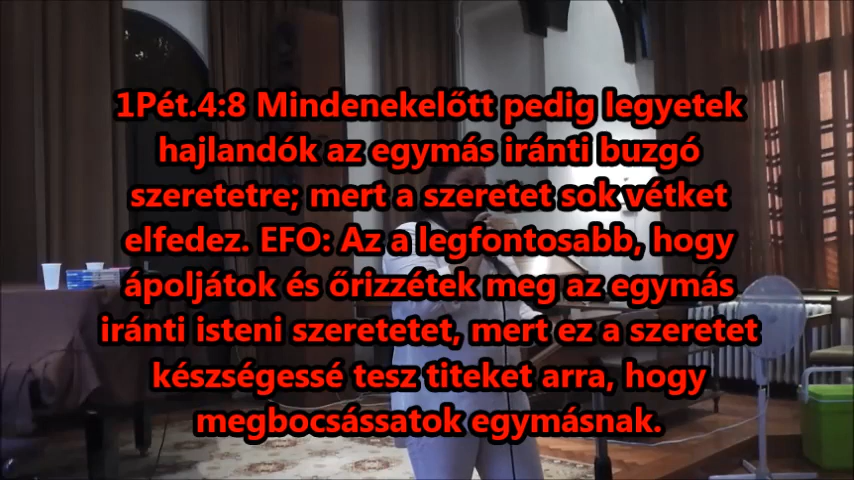 1Pét.4:8 Mindenekelőtt pedig legyetek
hajlandók az egymás iránti buzgó
szeretetre; mert a szeretet sok vétket
elfedez. EFO: Az a legfontosabb, hogy
ápoljátok és őrizzétek meg az egymás
iránti isteni szeretetet, mert ez a szeretet
készségessé tesz titeket arra, hogy
megbocsássatok egymásnak.